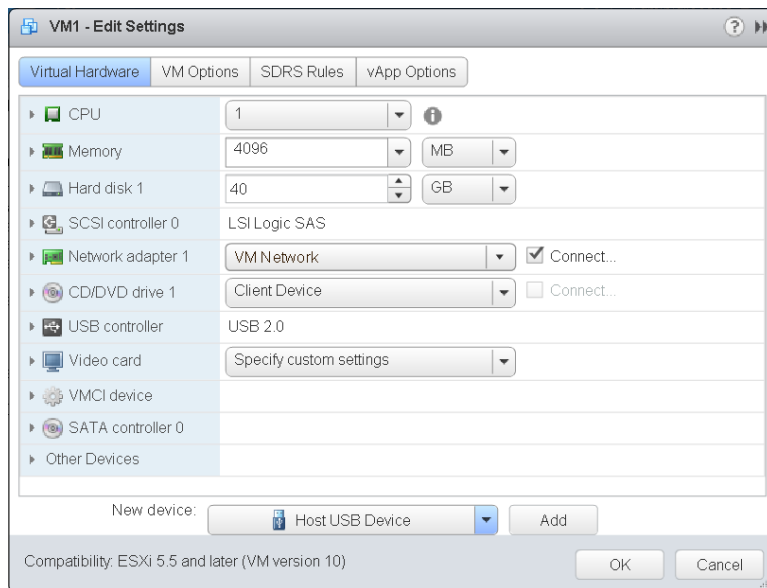 VM1 - Edit Settings
Virtual Hardware VM Options SDRS Rules vApp Options
CPU 1
Memory 4096 MB
Hard disk 1 40 GB
SCSI controller 0 LSI Logic SAS
Network adapter 1 VM Network Connect...
CD/DVD drive 1 Client Device Connect...
USB controller USB 2.0
Video card Specify custom settings
VMCI device
SATA controller 0
Other Devices
New device: Host USB Device Add
Compatibility: ESXi 5.5 and later (VM version 10) OK Cancel